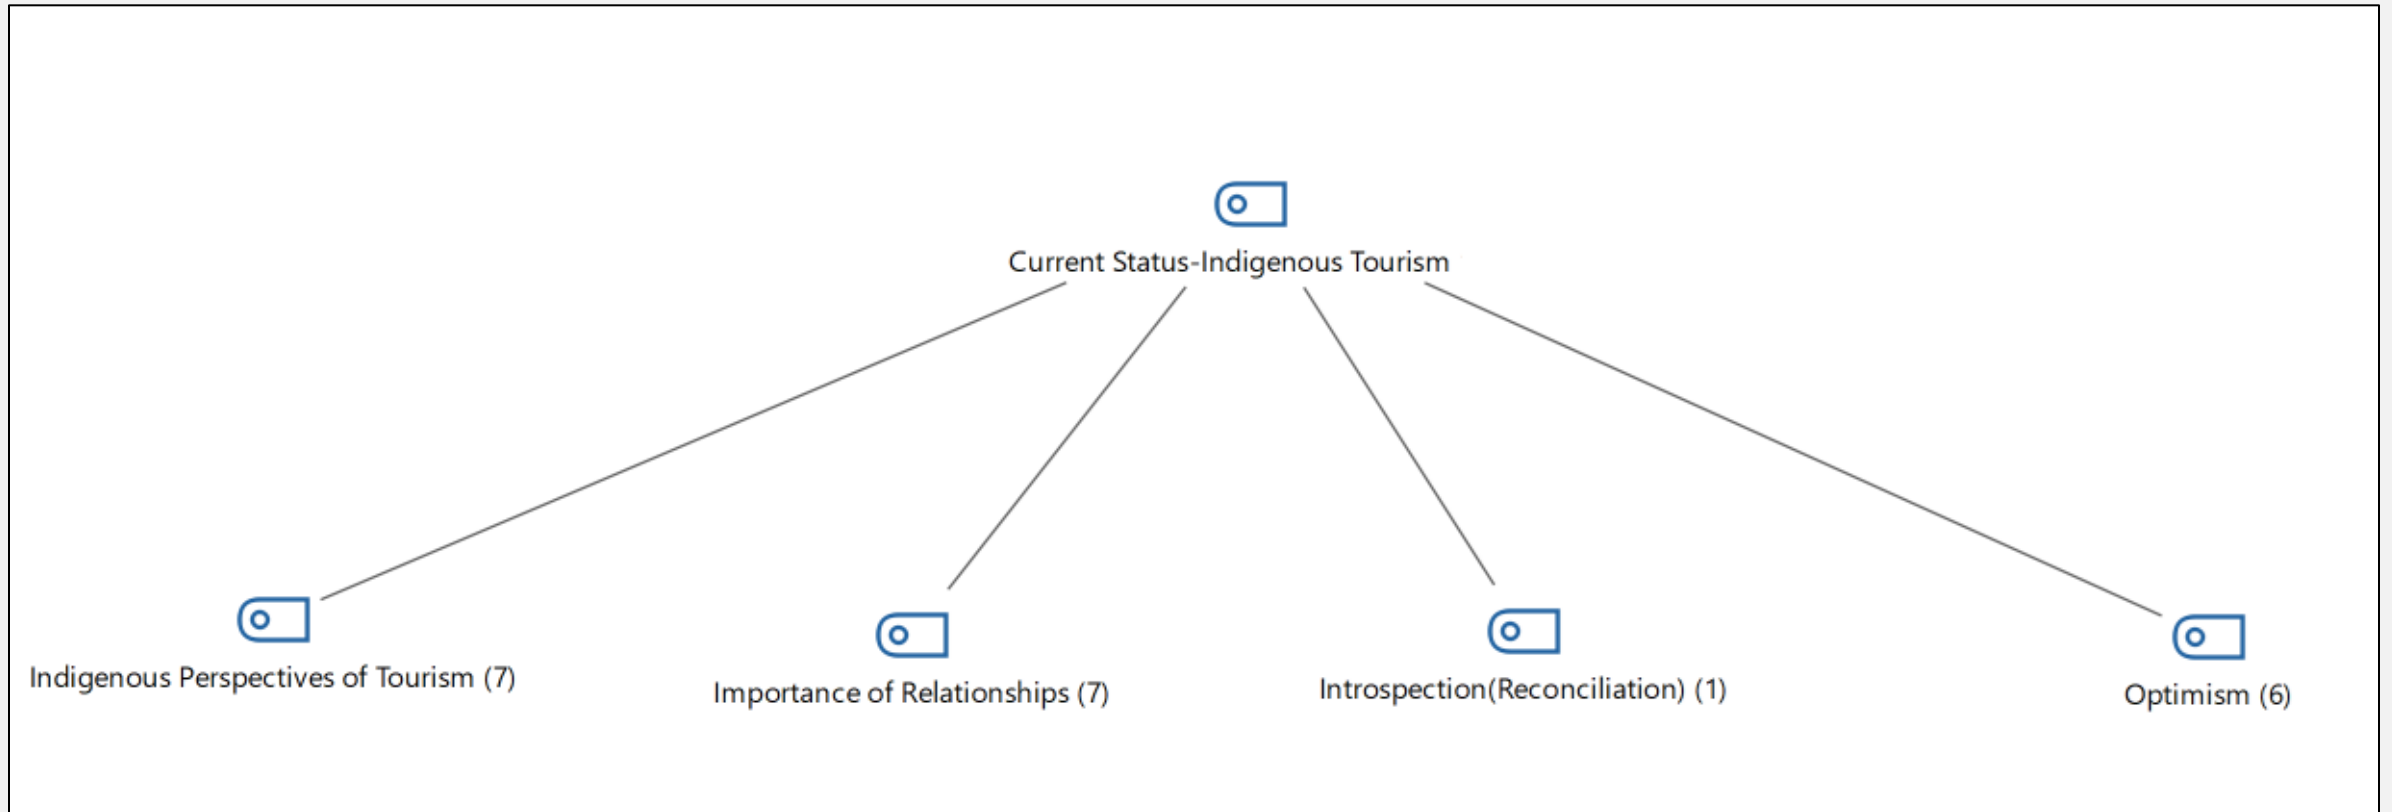 Current Status-Indigenous Tourism
Indigenous Perspectives of Tourism (7)
Importance of Relationships (7)
Introspection(Reconciliation) (1)
Optimism (6)